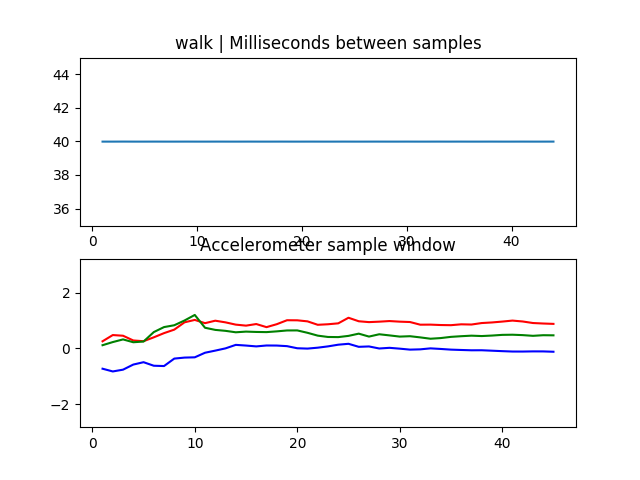 walk | Milliseconds between samples
44
42
40
38
36
0 10 20 30 40
Accelerometer sample window
2
0
−2
0 10 20 30 40